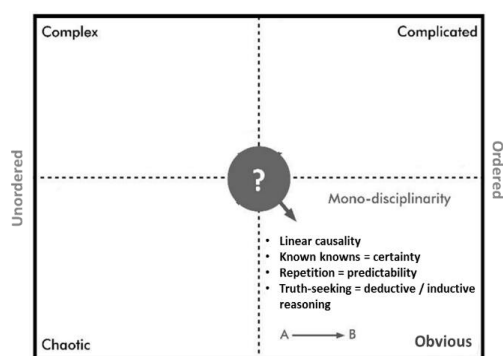 Complex
Complicated
Unordered
?
Ordered
Mono-disciplinarity
• Linear causality
• Known knowns = certainty
• Repetition = predictability
• Truth-seeking = deductive / inductive
reasoning
A B
Chaotic
Obvious